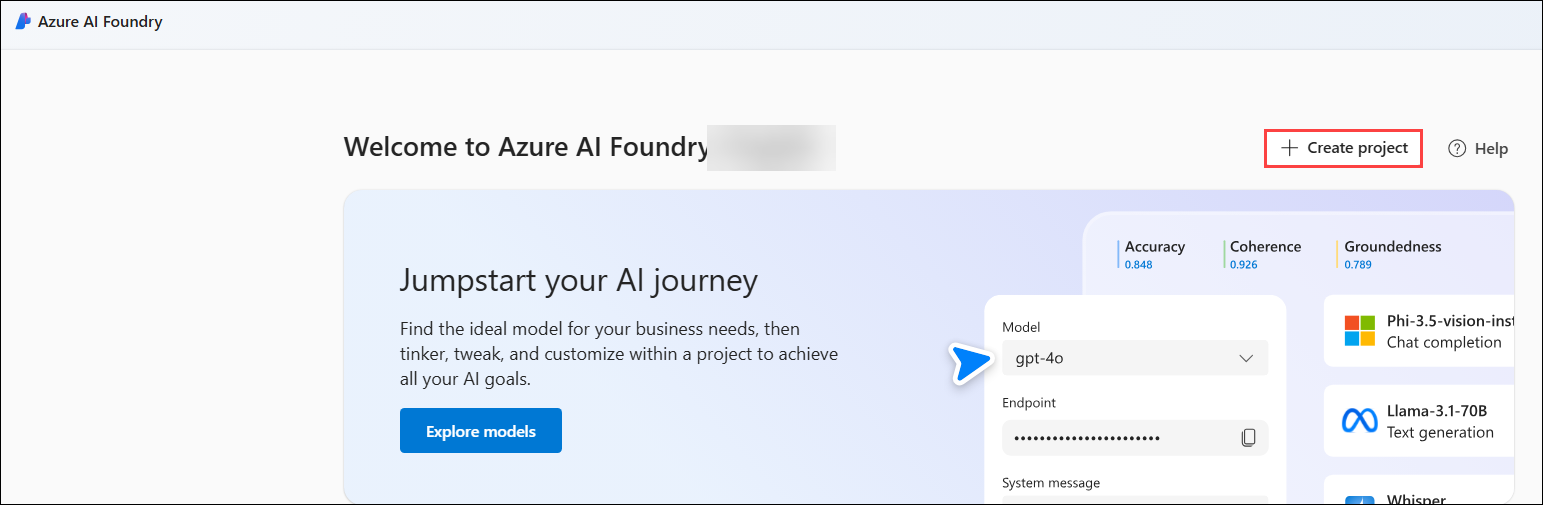 Azure AI Foundry
Welcome to Azure AI Foundry
Create project
Help
Jumpstart your AI journey
Find the ideal model for your business needs, then
tinker, tweak, and customize within a project to achieve
all your AI goals.
Explore models
Accuracy
0.848
Coherence
0.926
Groundedness
0.789
Model
gpt-4o
Endpoint
••••••••••••••••••••••••
System message
Phi-3.5-vision-inst
Chat completion
Llama-3.1-70B
Text generation
Whisper